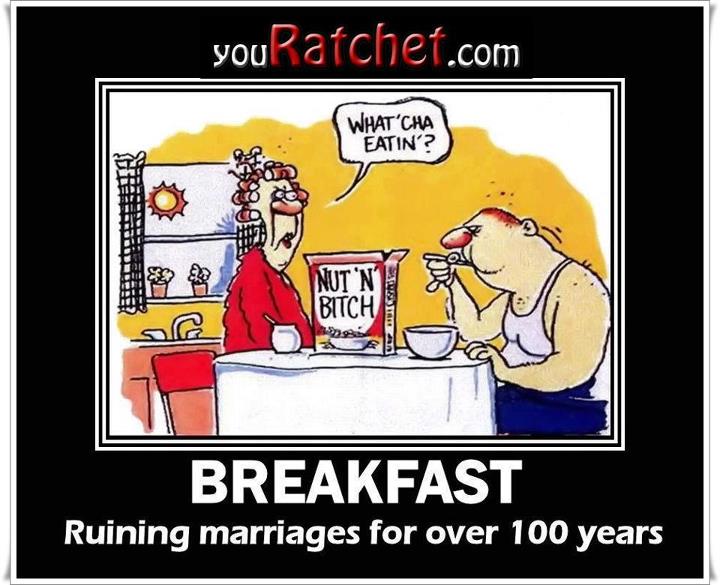 youRatchet.com
WHAT'CHA
EATIN'?
NUT 'N'
BITCH
BREAKFAST
Ruining marriages for over 100 years